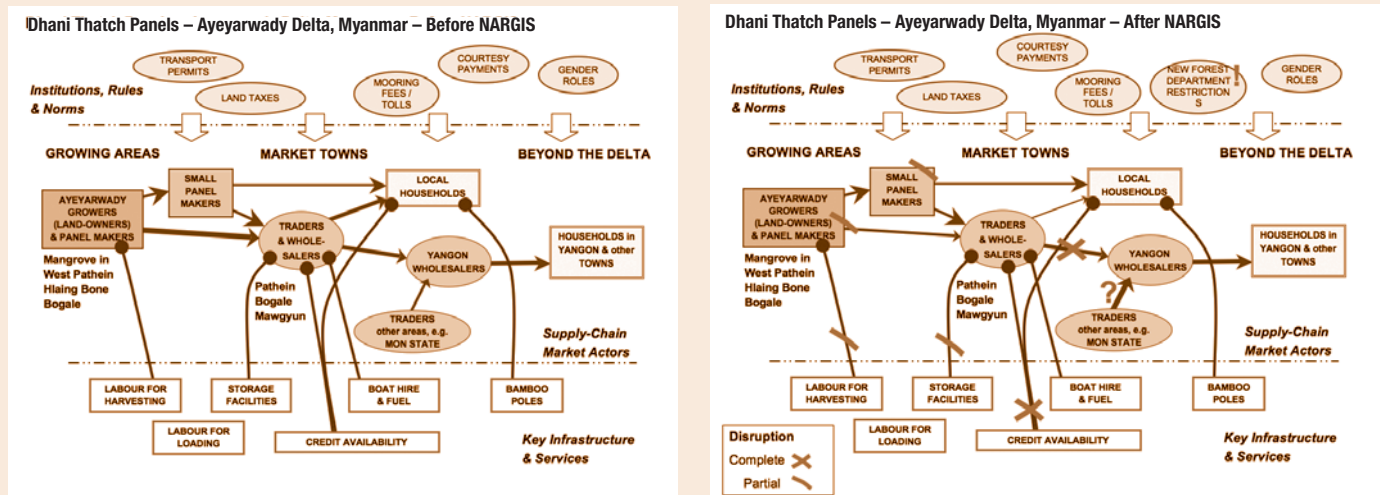 Dhani Thatch Panels – Ayeyarwady Delta, Myanmar – Before NARGIS
TRANSPORT
PERMITS
LAND TAXES
MOORING
FEES /
TOLLS
COURTESY
PAYMENTS
GENDER
ROLES
Institutions, Rules
& Norms
GROWING AREAS
MARKET TOWNS
BEYOND THE DELTA
SMALL
PANEL
MAKERS
LOCAL
HOUSEHOLDS
AYEYARWADY
GROWERS
(LAND-OWNERS)
& PANEL MAKERS
TRADERS
& WHOLE-
SALERS
YANGON
WHOLESALERS
HOUSEHOLDS in
YANGON & other
TOWNS
Mangrove in
West Pathein
Hlaing Bone
Bogale
Pathein
Bogale
Mawgyun
TRADERS
other areas, e.g.
MON STATE
Supply-Chain
Market Actors
LABOUR FOR
HARVESTING
STORAGE
FACILITIES
BOAT HIRE
& FUEL
BAMBOO
POLES
LABOUR FOR
LOADING
CREDIT AVAILABILITY
Key Infrastructure
& Services
Dhani Thatch Panels – Ayeyarwady Delta, Myanmar – After NARGIS
TRANSPORT
PERMITS
LAND TAXES
COURTESY
PAYMENTS
MOORING
FEES /
TOLLS
NEW FOREST
DEPARTMENT
RESTRICTION
S
!
GENDER
ROLES
Institutions, Rules
& Norms
GROWING AREAS
MARKET TOWNS
BEYOND THE DELTA
SMALL
PANEL
MAKERS
LOCAL
HOUSEHOLDS
AYEYARWADY
GROWERS
(LAND-OWNERS)
& PANEL MAKERS
TRADERS
& WHOLE-
SALERS
YANGON
WHOLESALERS
HOUSEHOLDS in
YANGON & other
TOWNS
Mangrove in
West Pathein
Hlaing Bone
Bogale
Pathein
Bogale
Mawgyun
?
TRADERS
other areas, e.g.
MON STATE
Supply-Chain
Market Actors
LABOUR FOR
HARVESTING
STORAGE
FACILITIES
BOAT HIRE
& FUEL
BAMBOO
POLES
LABOUR FOR
LOADING
CREDIT AVAILABILITY
Key Infrastructure
& Services
Disruption
Complete
Partial